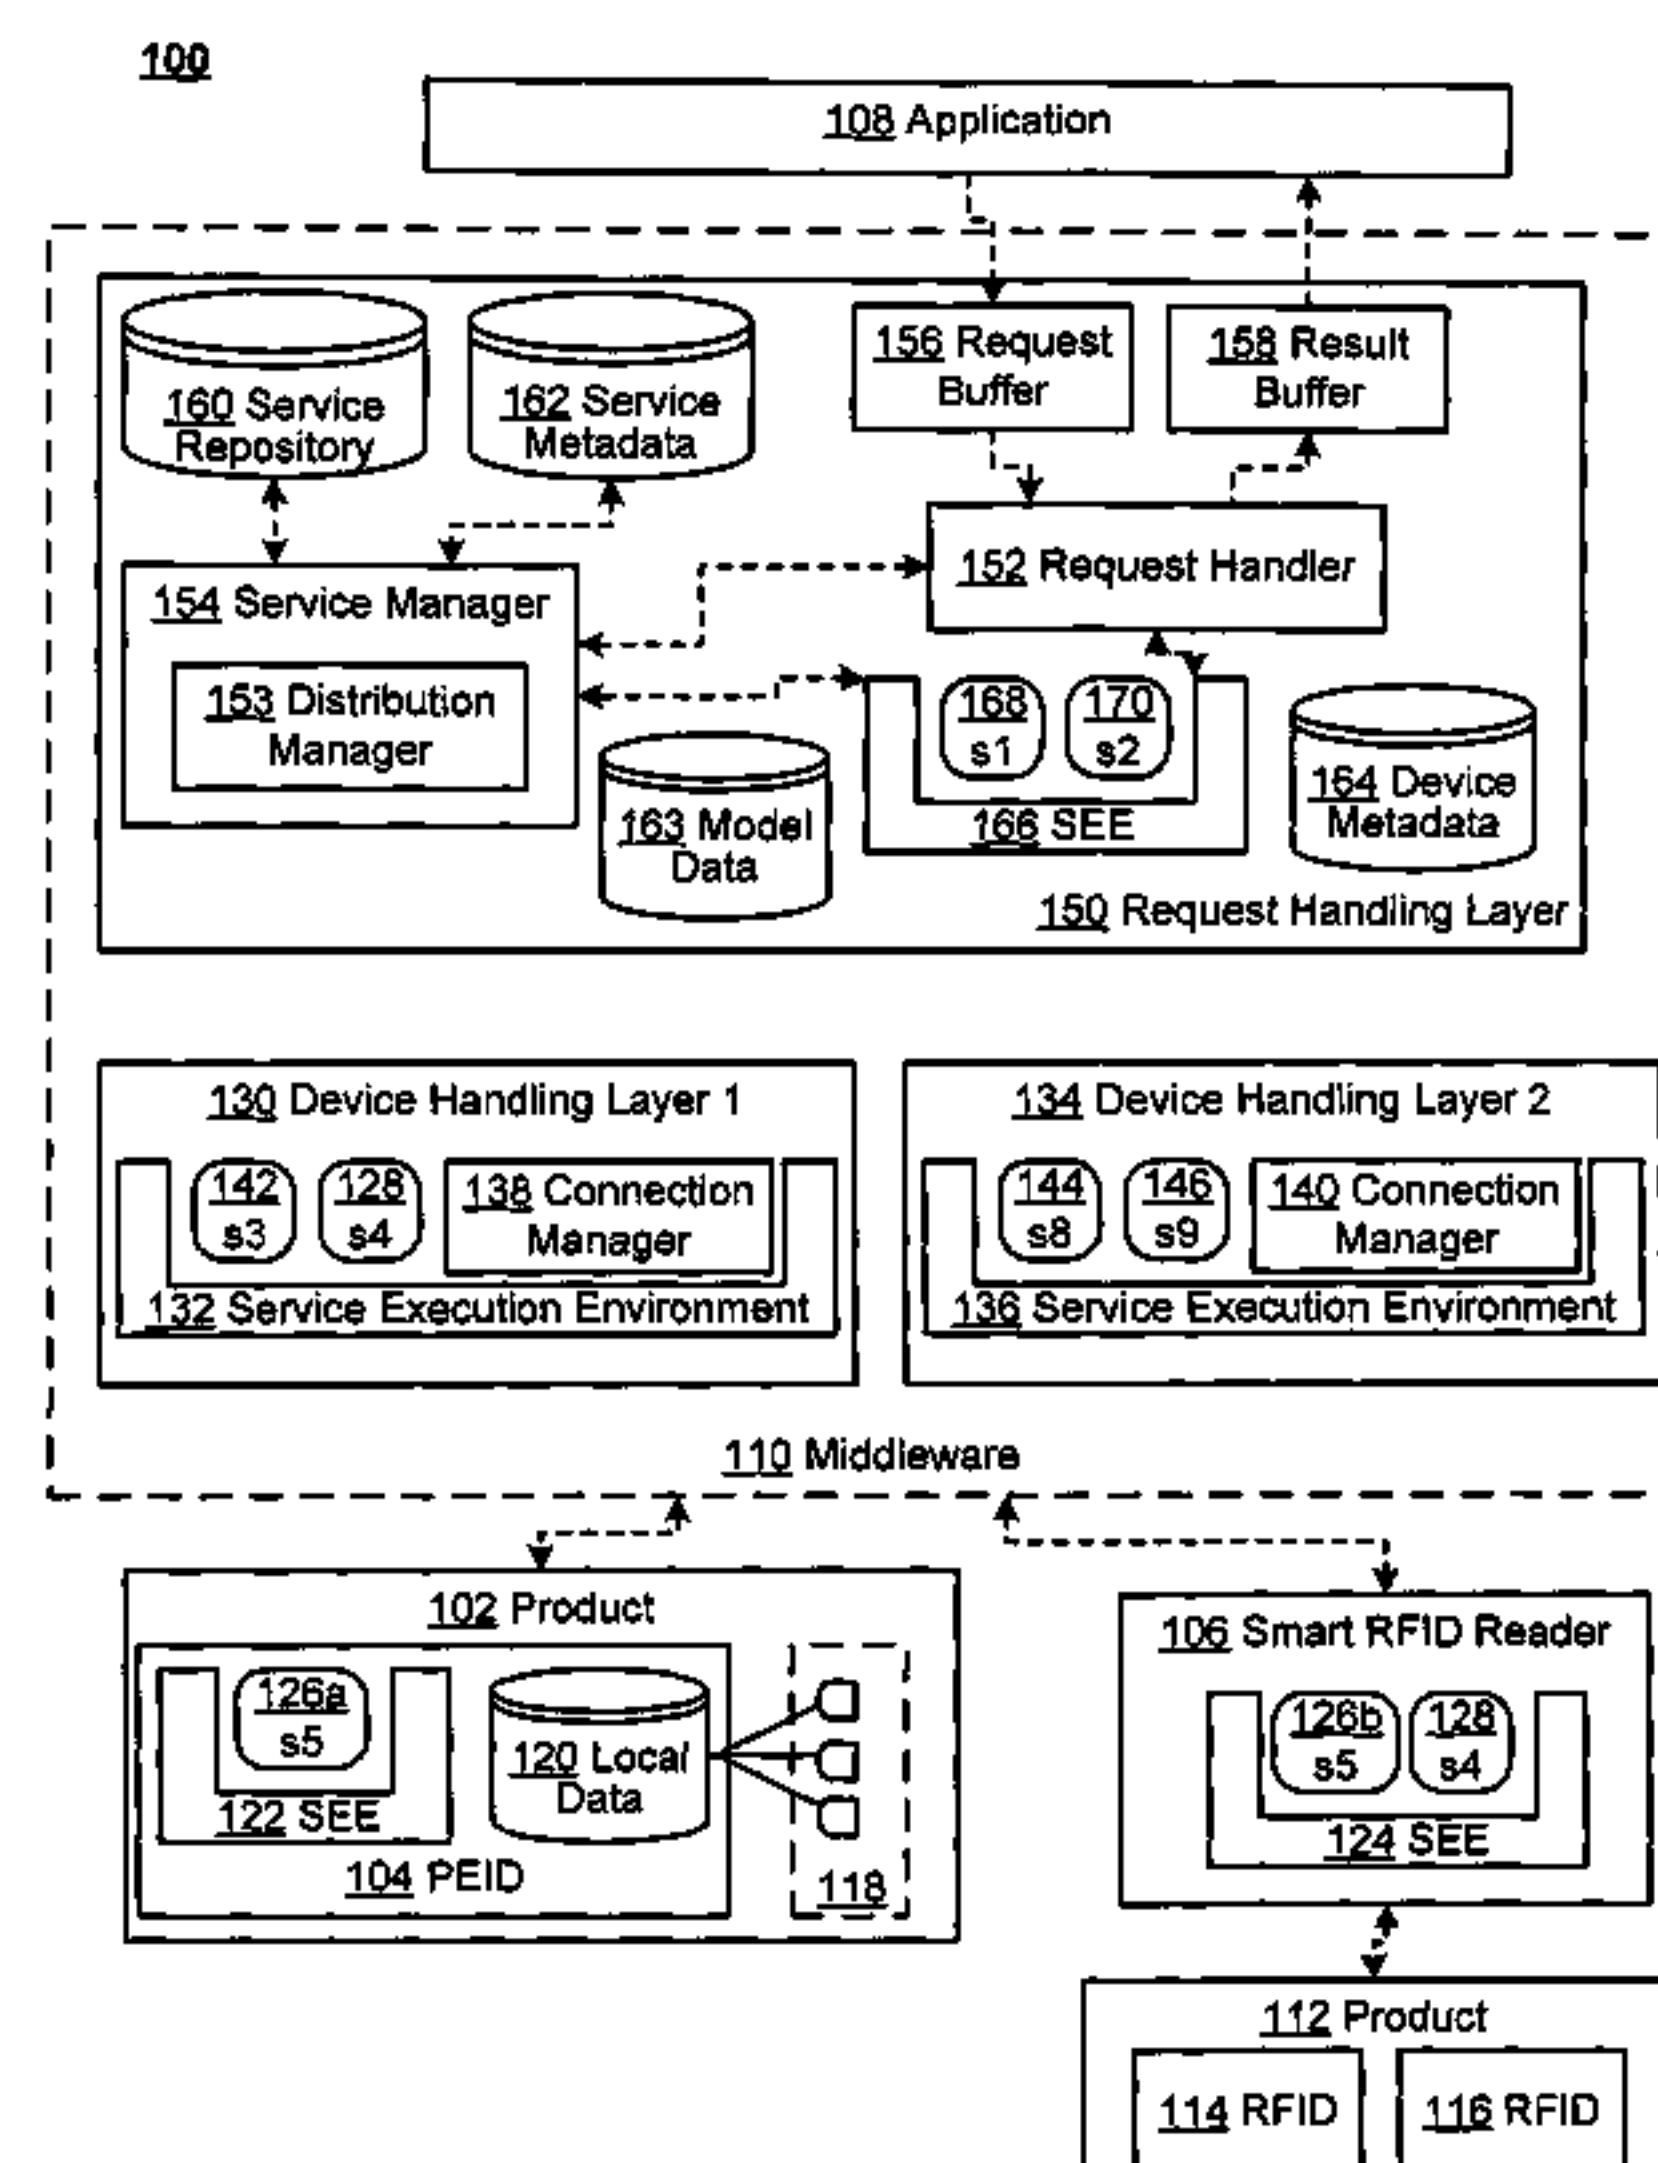 100
108 Application
156 Request
Buffer
158 Result
Buffer
160 Service
Repository
162 Service
Metadata
152 Request Handler
154 Service Manager
153 Distribution
Manager
168
s1
170
s2
166 SEE
163 Model
Data
164 Device
Metadata
150 Request Handling Layer
130 Device Handling Layer 1
142
s3
128
s4
138 Connection
Manager
132 Service Execution Environment
134 Device Handling Layer 2
144
s8
146
s9
140 Connection
Manager
136 Service Execution Environment
110 Middleware
102 Product
126a
s5
122 SEE
120 Local
Data
104 PEID
118
106 Smart RFID Reader
126b
s5
128
s4
124 SEE
112 Product
114 RFID
116 RFID